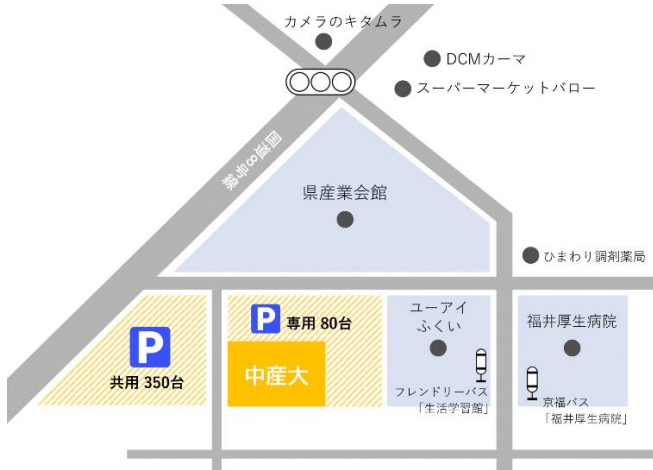 カメラのキタムラ
DCMカーマ
スーパーマーケットバロー
国道8号線
県産業会館
ひまわり調剤薬局
P 専用 80台
P
共用 350台
中産大
ユーアイ
ふくい
福井厚生病院
フレンドリーバス
「生活学習館」
京福バス
「福井厚生病院」